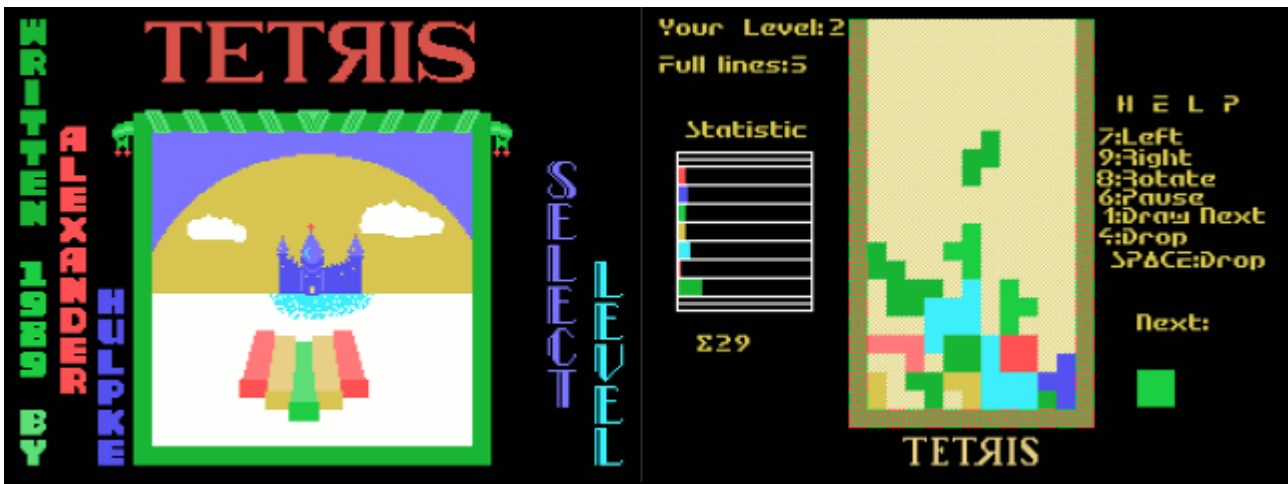 TETЯIS
WRITTEN 1989 BY
ALEXANDER
HULPKE
SELECT
LEVEL
Your Level:2
Full lines:5
Statistic
Σ29
HELP
7:Left
9:Right
8:Rotate
6:Pause
1:Draw Next
4:Drop
SPACE:Drop
Next:
TETЯIS